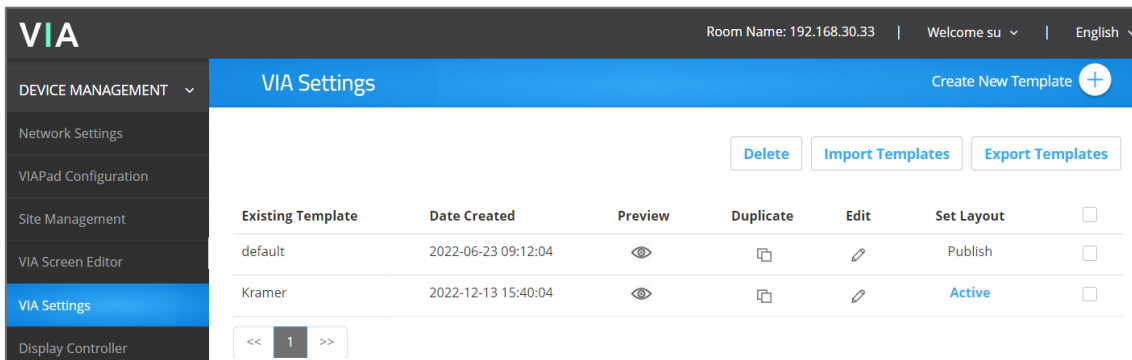 VIA
Room Name: 192.168.30.33 | Welcome su | English
DEVICE MANAGEMENT
VIA Settings
Create New Template
Network Settings
Delete Import Templates Export Templates
VIAPad Configuration
Site Management
Existing Template Date Created Preview Duplicate Edit Set Layout
default 2022-06-23 09:12:04 Publish
VIA Screen Editor
Kramer 2022-12-13 15:40:04 Active
VIA Settings
<< 1 >>
Display Controller